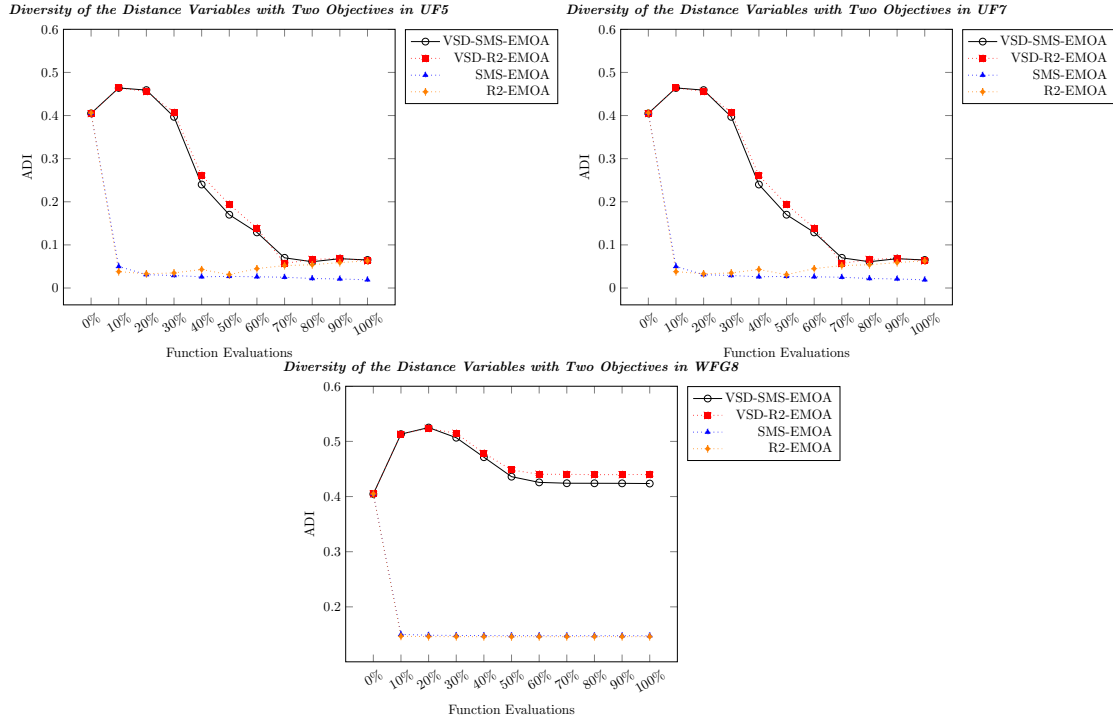 Diversity of the Distance Variables with Two Objectives in UF5
0.6
0.5
0.4
0.3
0.2
0.1
0
ADI
0% 10% 20% 30% 40% 50% 60% 70% 80% 90% 100%
Function Evaluations
VSD-SMS-EMOA
VSD-R2-EMOA
SMS-EMOA
R2-EMOA
Diversity of the Distance Variables with Two Objectives in UF7
0.6
0.5
0.4
0.3
0.2
0.1
0
ADI
0% 10% 20% 30% 40% 50% 60% 70% 80% 90% 100%
Function Evaluations
VSD-SMS-EMOA
VSD-R2-EMOA
SMS-EMOA
R2-EMOA
Diversity of the Distance Variables with Two Objectives in WFG8
0.6
0.5
0.4
0.3
0.2
ADI
0% 10% 20% 30% 40% 50% 60% 70% 80% 90% 100%
Function Evaluations
VSD-SMS-EMOA
VSD-R2-EMOA
SMS-EMOA
R2-EMOA